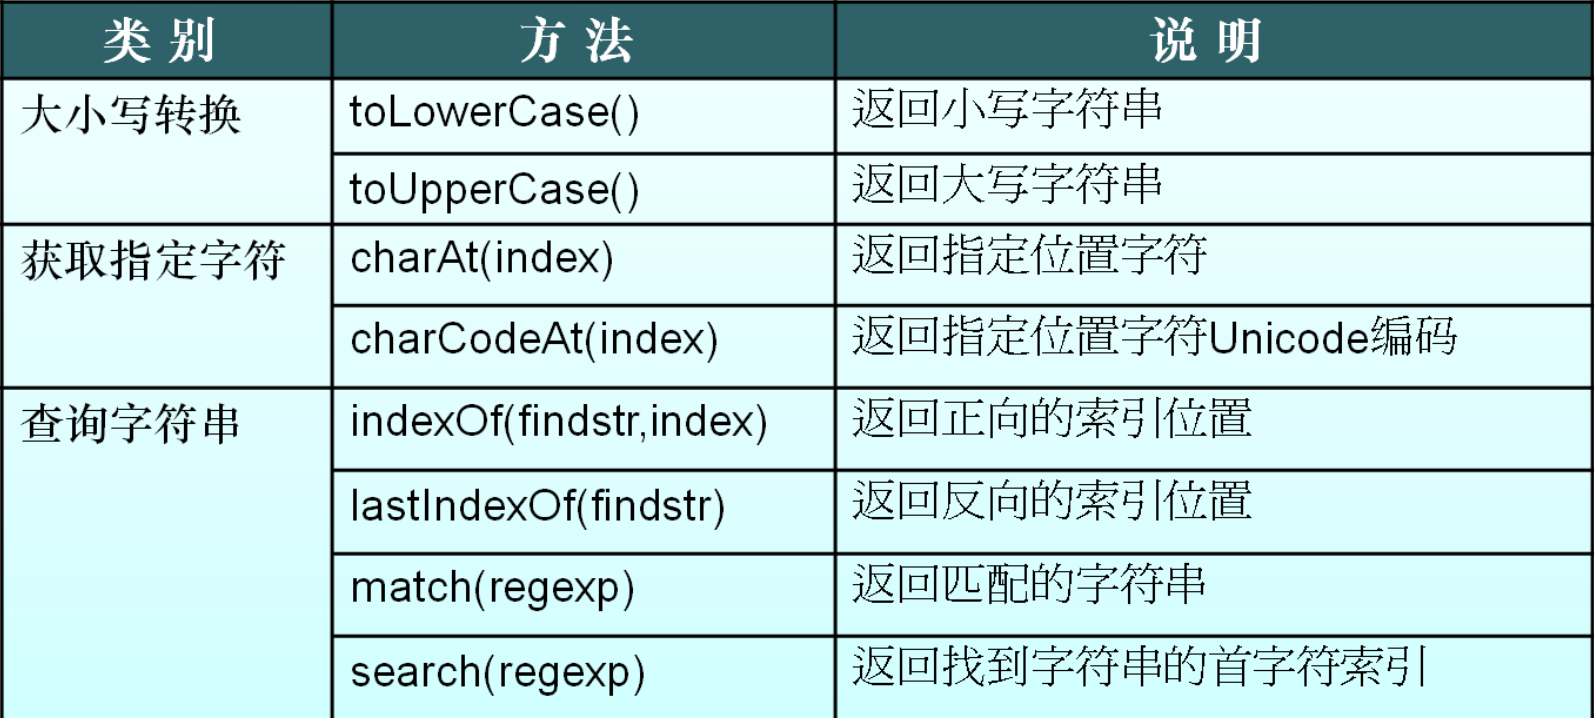 类 别 方 法 说 明
大小写转换 toLowerCase() 返回小写字符串
toUpperCase() 返回大写字符串
获取指定字符 charAt(index) 返回指定位置字符
charCodeAt(index) 返回指定位置字符Unicode编码
查询字符串 indexOf(findstr,index) 返回正向的索引位置
lastIndexOf(findstr) 返回反向的索引位置
match(regexp) 返回匹配的字符串
search(regexp) 返回找到字符串的首字符索引